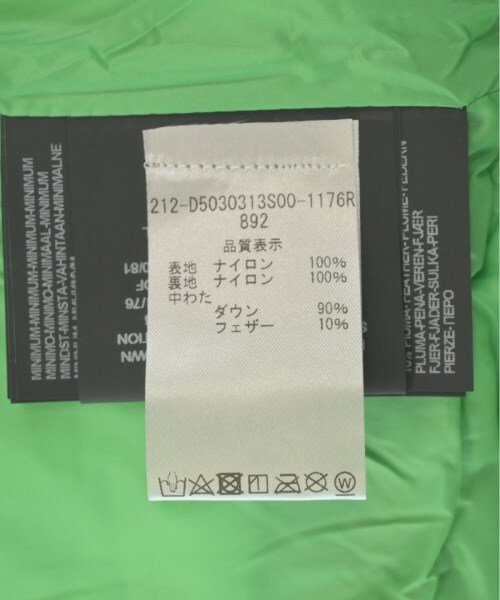 212-D5030313S00-1176R
892
品質表示
表地 ナイロン 100%
裏地 ナイロン 100%
中わた
ダウン 90%
フェザー 10%
MINIMUM-MINIMUM-MINIMUM
MINIMO-MINIMO-MINIMAAL-MINIMUM
MINDST-MINSTA-VÄHINTÄÄN-MINIMALNE
PLUMA-PENA-VEREN-FJÆR
FJER-FJÄDER-SULKA-PERI
PIERZE-ΠΕΡΟ